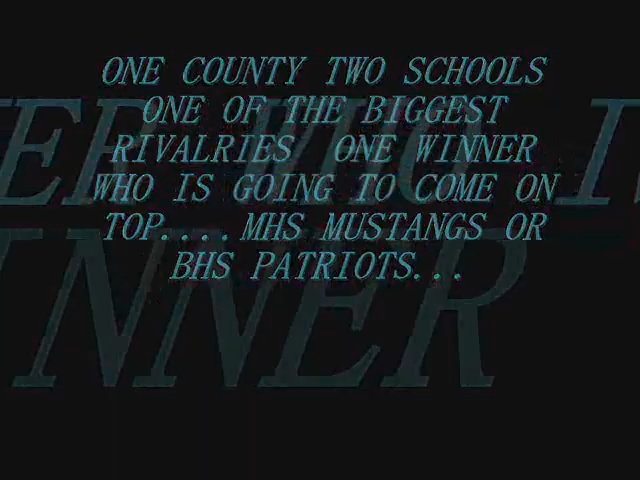 ONE COUNTY TWO SCHOOLS
ONE OF THE BIGGEST
RIVALRIES ONE WINNER
WHO IS GOING TO COME ON
TOP....MHS MUSTANGS OR
BHS PATRIOTS...
INNER